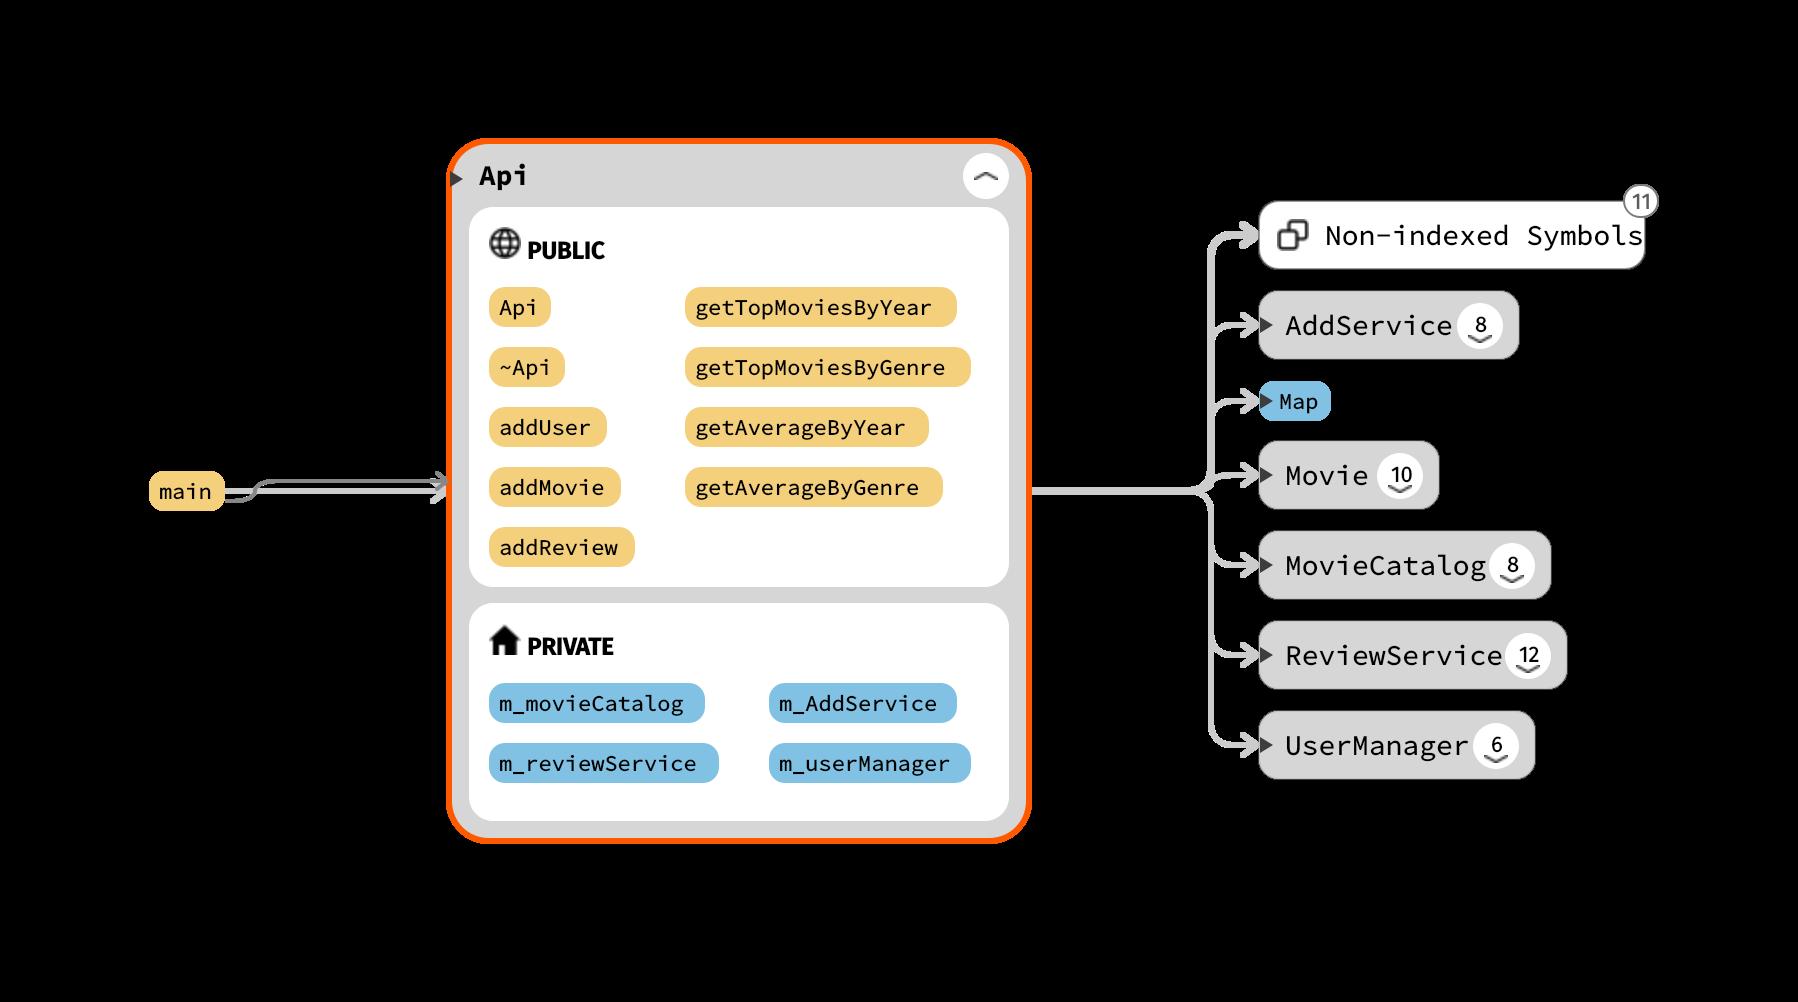 main
Api
PUBLIC
Api
getTopMoviesByYear
~Api
getTopMoviesByGenre
addUser
getAverageByYear
addMovie
getAverageByGenre
addReview
PRIVATE
m_movieCatalog
m_AddService
m_reviewService
m_userManager
11
Non-indexed Symbols
AddService 8
Map
Movie 10
MovieCatalog 8
ReviewService 12
UserManager 6